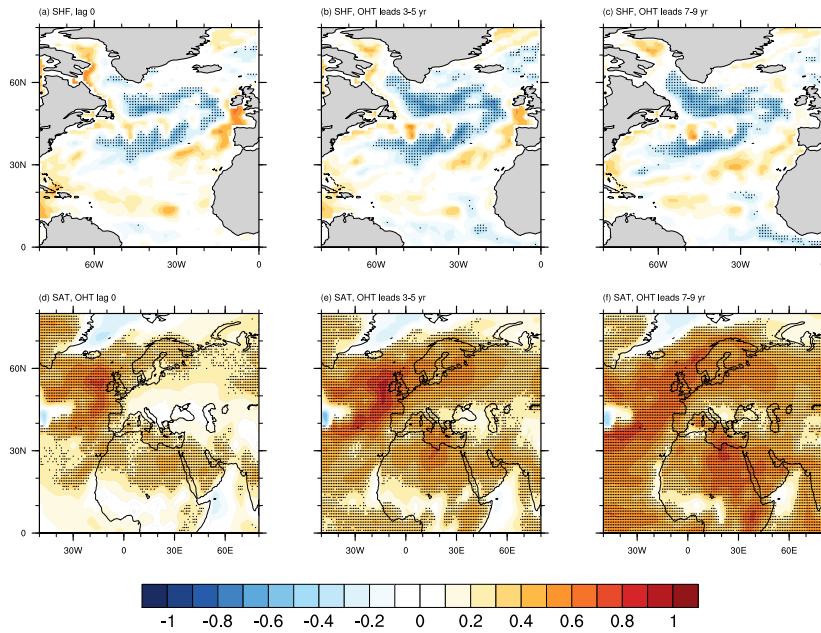 (a) SHF, lag 0
(b) SHF, OHT leads 3-5 yr
(c) SHF, OHT leads 7-9 yr
60N
30N
0
60W 30W 0
60W 30W 0
60W 30W 0
(d) SAT, OHT lag 0
(e) SAT, OHT leads 3-5 yr
(f) SAT, OHT leads 7-9 yr
60N
30N
0
30W 0 30E 60E
30W 0 30E 60E
30W 0 30E 60E
-1 -0.8 -0.6 -0.4 -0.2 0 0.2 0.4 0.6 0.8 1